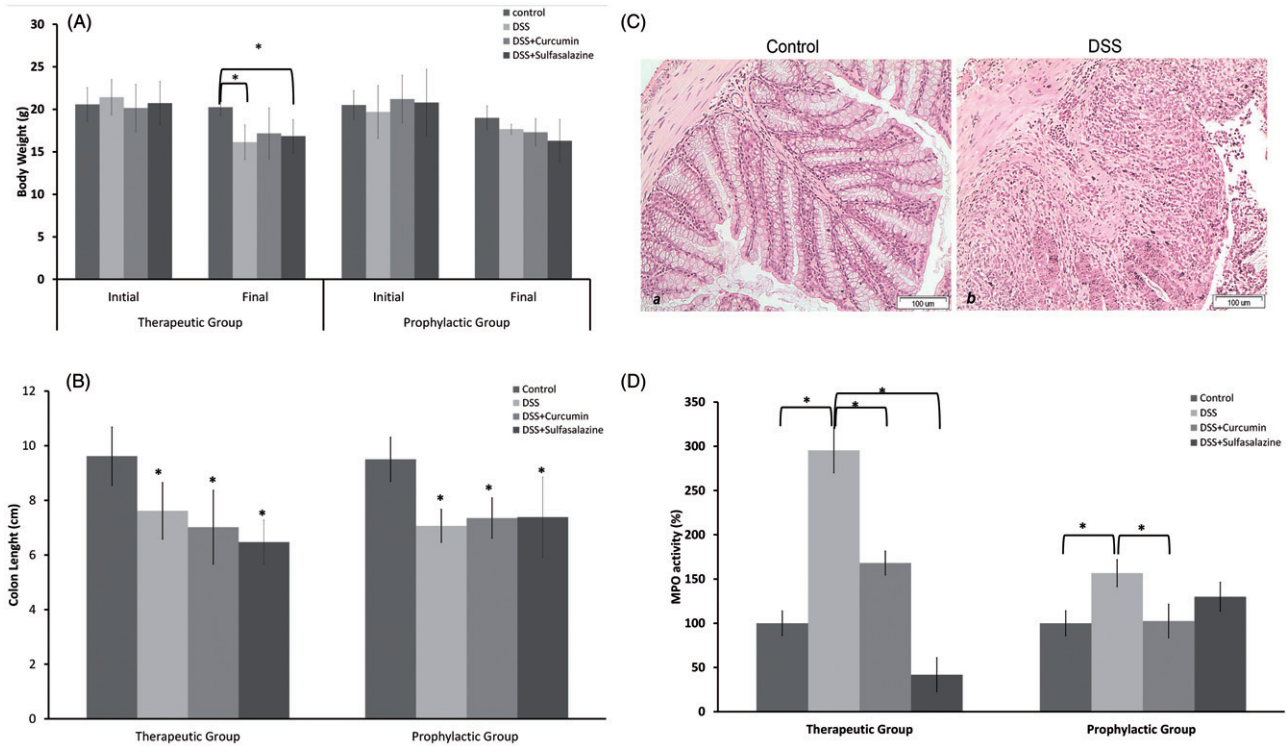 (A)
Body Weight (g)
30
25
20
15
10
5
0
control
DSS
DSS+Curcumin
DSS+Sulfasalazine
*
*
Initial
Final
Initial
Final
Therapeutic Group
Prophylactic Group
(C)
Control
DSS
a
100 um
b
100 um
(B)
Colon Lenght (cm)
12
10
8
6
4
2
0
Control
DSS
DSS+Curcumin
DSS+Sulfasalazine
*
*
*
*
*
*
Therapeutic Group
Prophylactic Group
(D)
MPO activity (%)
350
300
250
200
150
100
50
0
Control
DSS
DSS+Curcumin
DSS+Sulfasalazine
*
*
*
*
*
Therapeutic Group
Prophylactic Group